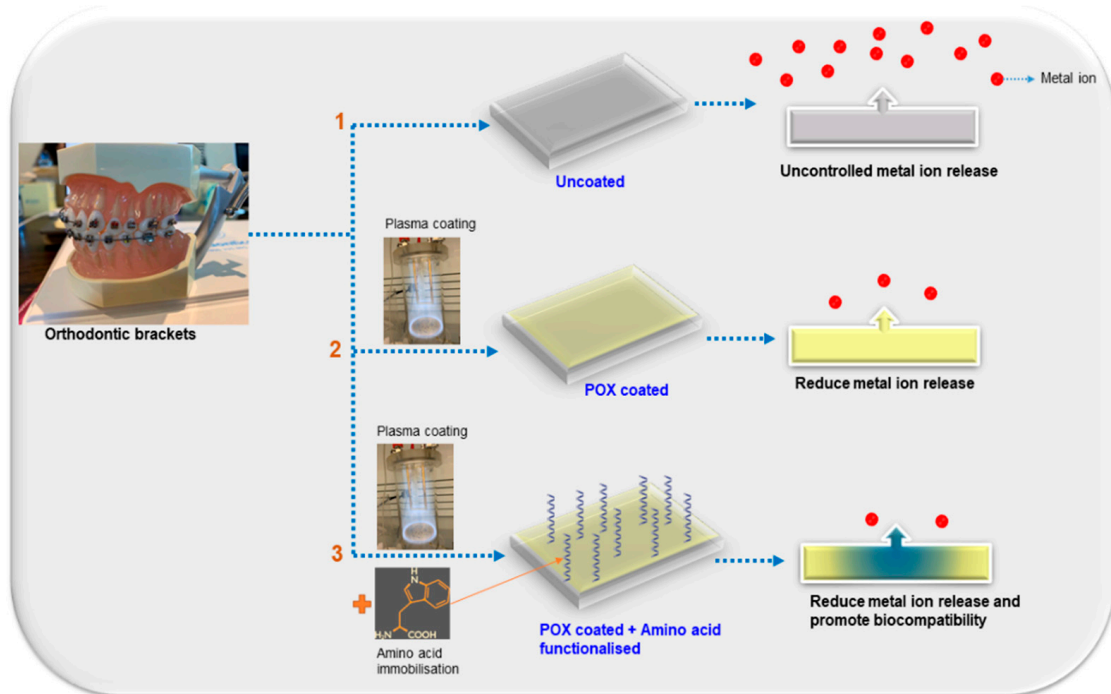 Metal ion
1
Uncoated
Uncontrolled metal ion release
Plasma coating
Orthodontic brackets
2
POX coated
Reduce metal ion release
Plasma coating
3
H
N
H₂N
COOH
Amino acid
immobilisation
POX coated + Amino acid
functionalised
Reduce metal ion release and
promote biocompatibility